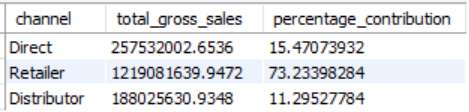 channel total_gross_sales percentage_contribution
Direct 257532002.6536 15.47073932
Retailer 1219081639.9472 73.23398284
Distributor 188025630.9348 11.29527784